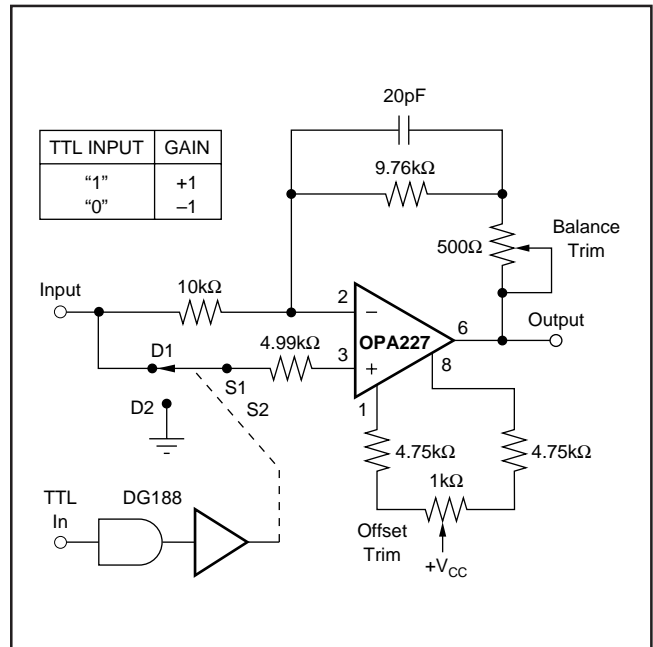 20pF
TTL INPUT GAIN
9.76kΩ
“1” +1
“0” –1
500Ω
Balance
Trim
Input
10kΩ
2
–
OPA227
6
Output
D1
4.99kΩ
3
+
8
S1
D2
S2
1
4.75kΩ
4.75kΩ
1kΩ
TTL
In
DG188
Offset
Trim
+VCC